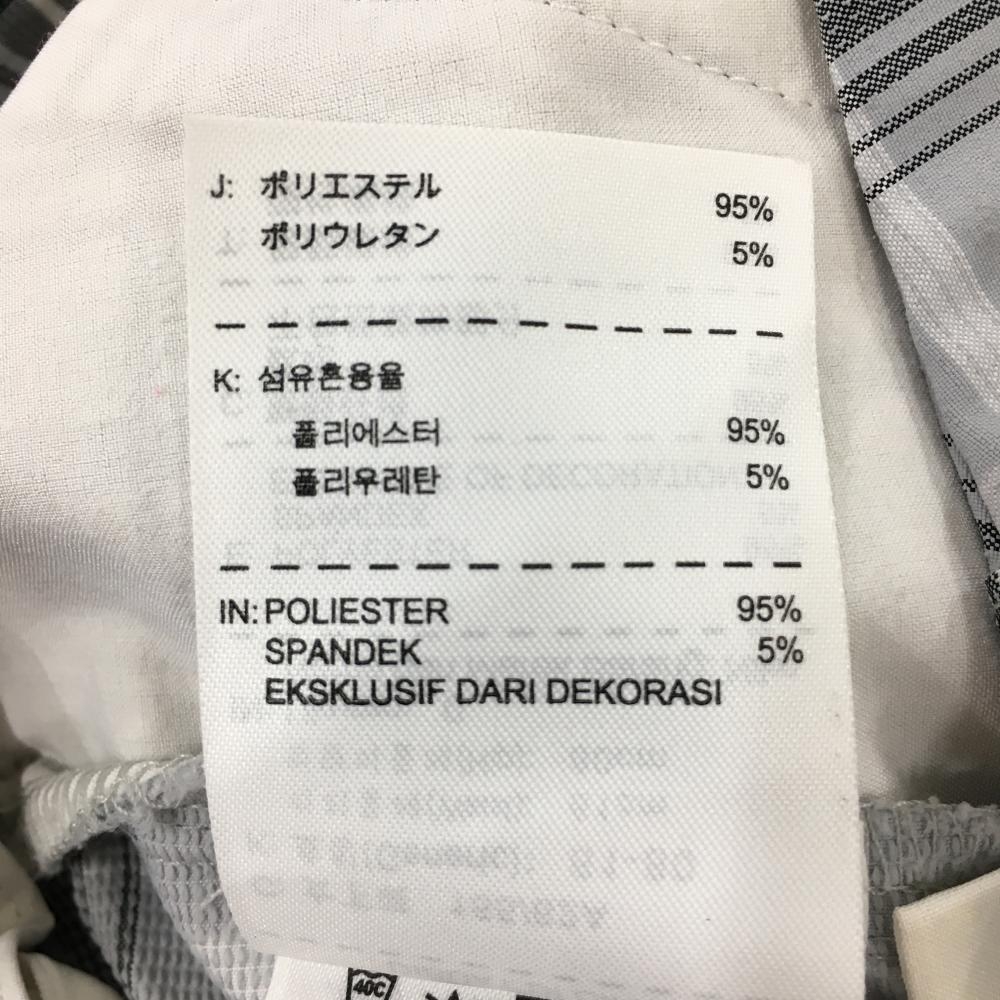 J: ポリエステル 95%
ポリウレタン 5%
K: 섬유혼용율
폴리에스터 95%
폴리우레탄 5%
IN: POLIESTER 95%
SPANDEK 5%
EKSKLUSIF DARI DEKORASI
40C